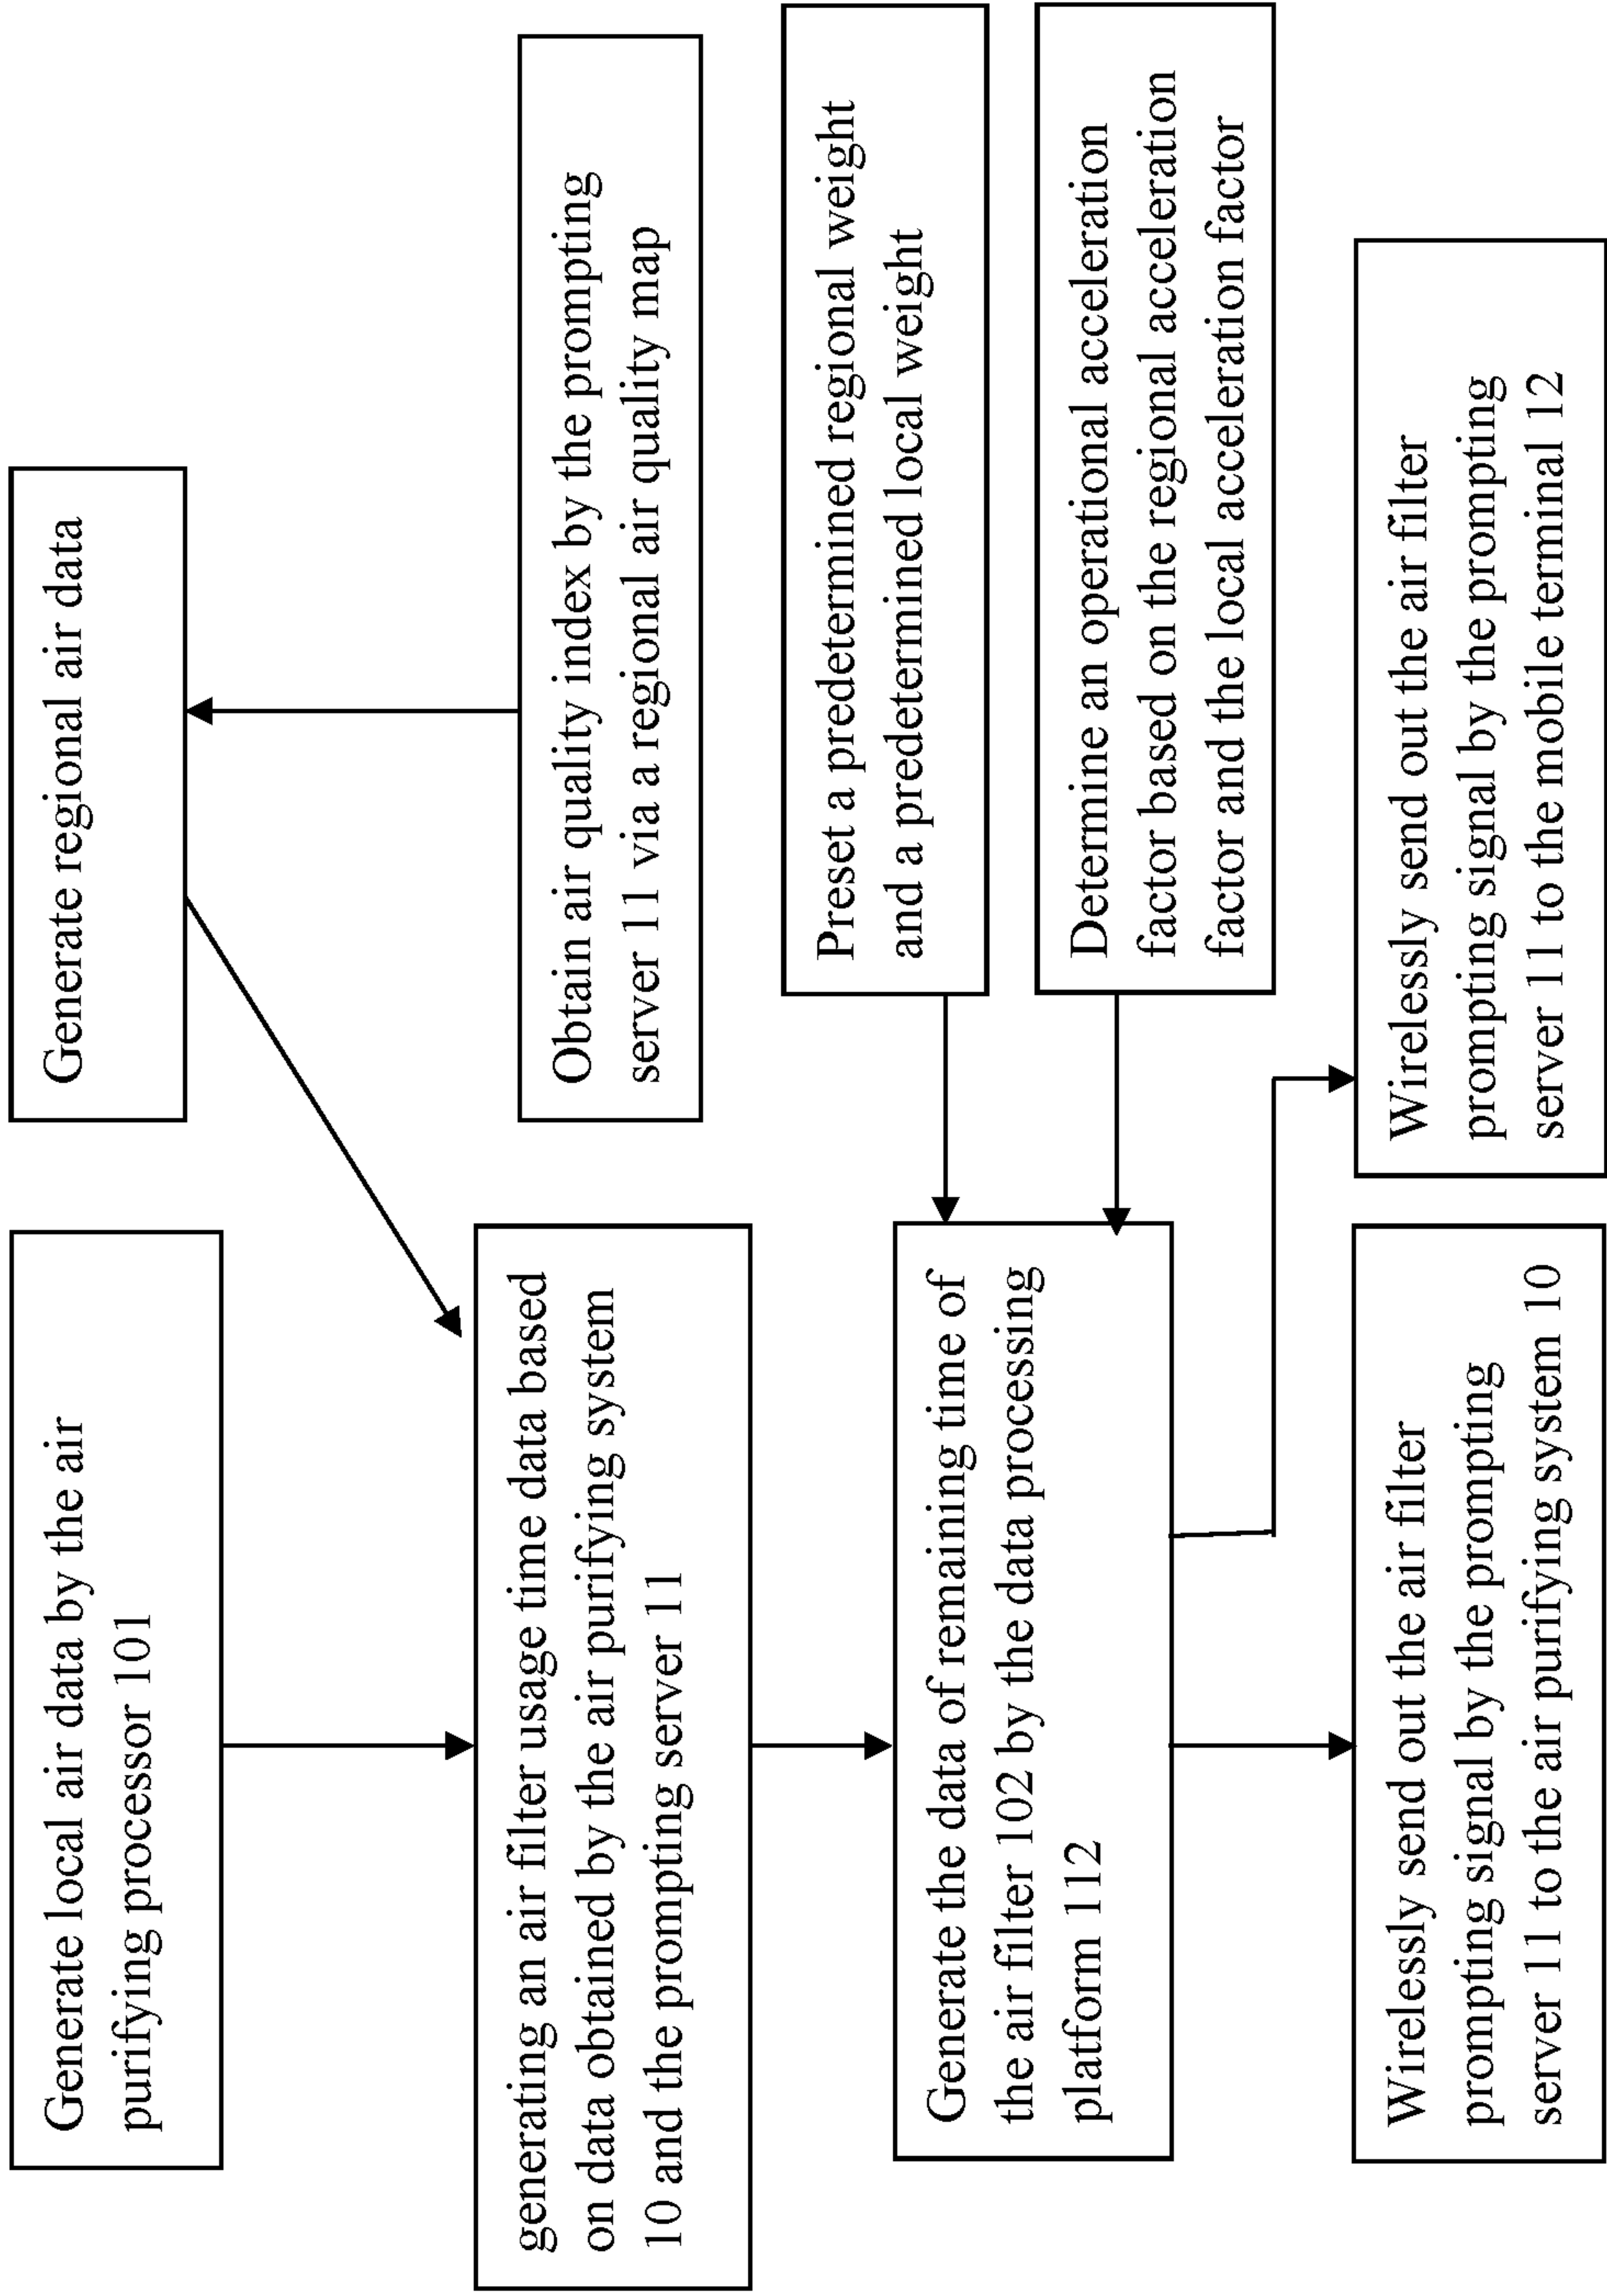 Generate local air data by the air
purifying processor 101
Generate regional air data
generating an air filter usage time data based
on data obtained by the air purifying system
10 and the prompting server 11
Obtain air quality index by the prompting
server 11 via a regional air quality map
Generate the data of remaining time of
the air filter 102 by the data processing
platform 112
Preset a predetermined regional weight
and a predetermined local weight
Determine an operational acceleration
factor based on the regional acceleration
factor and the local acceleration factor
Wirelessly send out the air filter
prompting signal by the prompting
server 11 to the air purifying system 10
Wirelessly send out the air filter
prompting signal by the prompting
server 11 to the mobile terminal 12